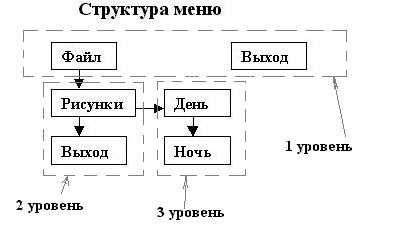 Структура меню
Файл
Выход
Рисунки
День
Выход
Ночь
1 уровень
2 уровень
3 уровень